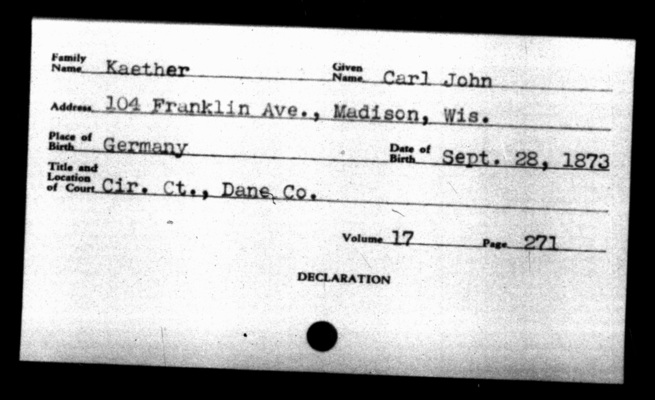 Family Name Kaether Given Name Carl John
Address 104 Franklin Ave., Madison, Wis.
Place of Birth Germany Date of Birth Sept. 28, 1873
Title and Location of Court Cir. Ct., Dane Co.
Volume 17 Page 271
DECLARATION